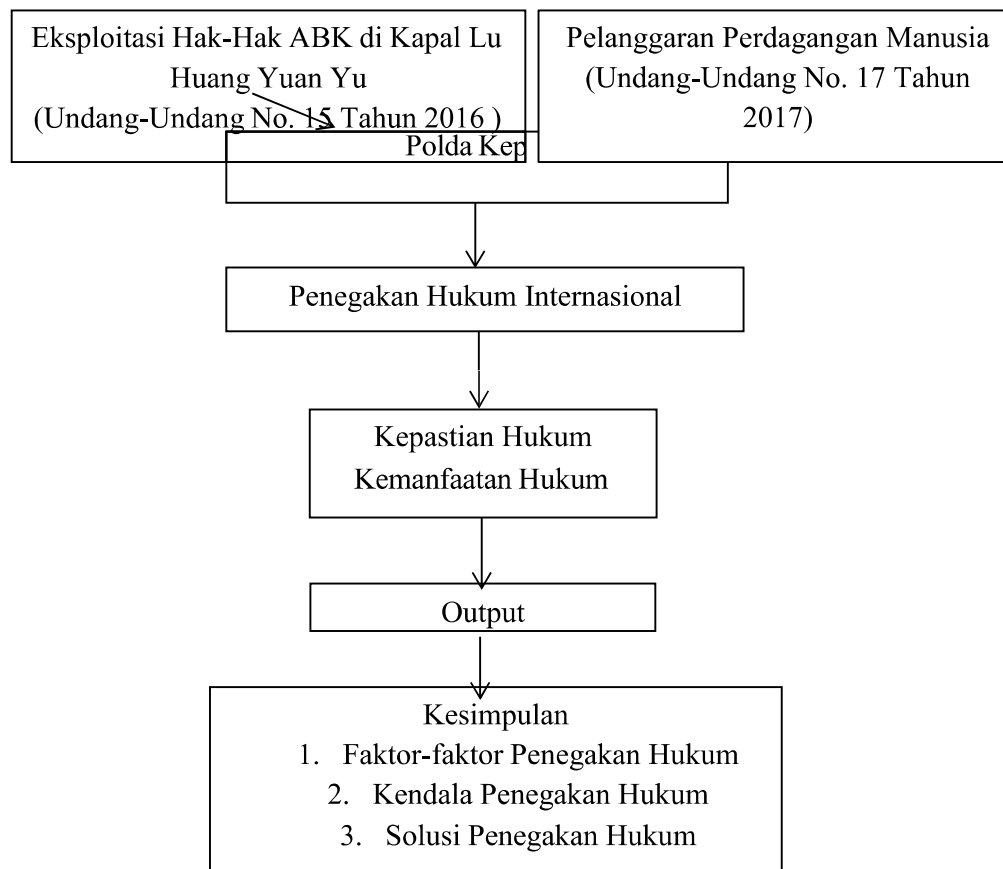 Eksploitasi Hak-Hak ABK di Kapal Lu
Huang Yuan Yu
(Undang-Undang No. 15 Tahun 2016 )
Pelanggaran Perdagangan Manusia
(Undang-Undang No. 17 Tahun
2017)
Polda Kep
Penegakan Hukum Internasional
Kepastian Hukum
Kemanfaatan Hukum
Output
Kesimpulan
1. Faktor-faktor Penegakan Hukum
2. Kendala Penegakan Hukum
3. Solusi Penegakan Hukum